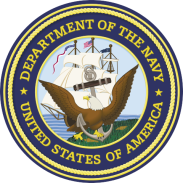 DEPARTMENT OF THE NAVY
UNITED STATES OF AMERICA